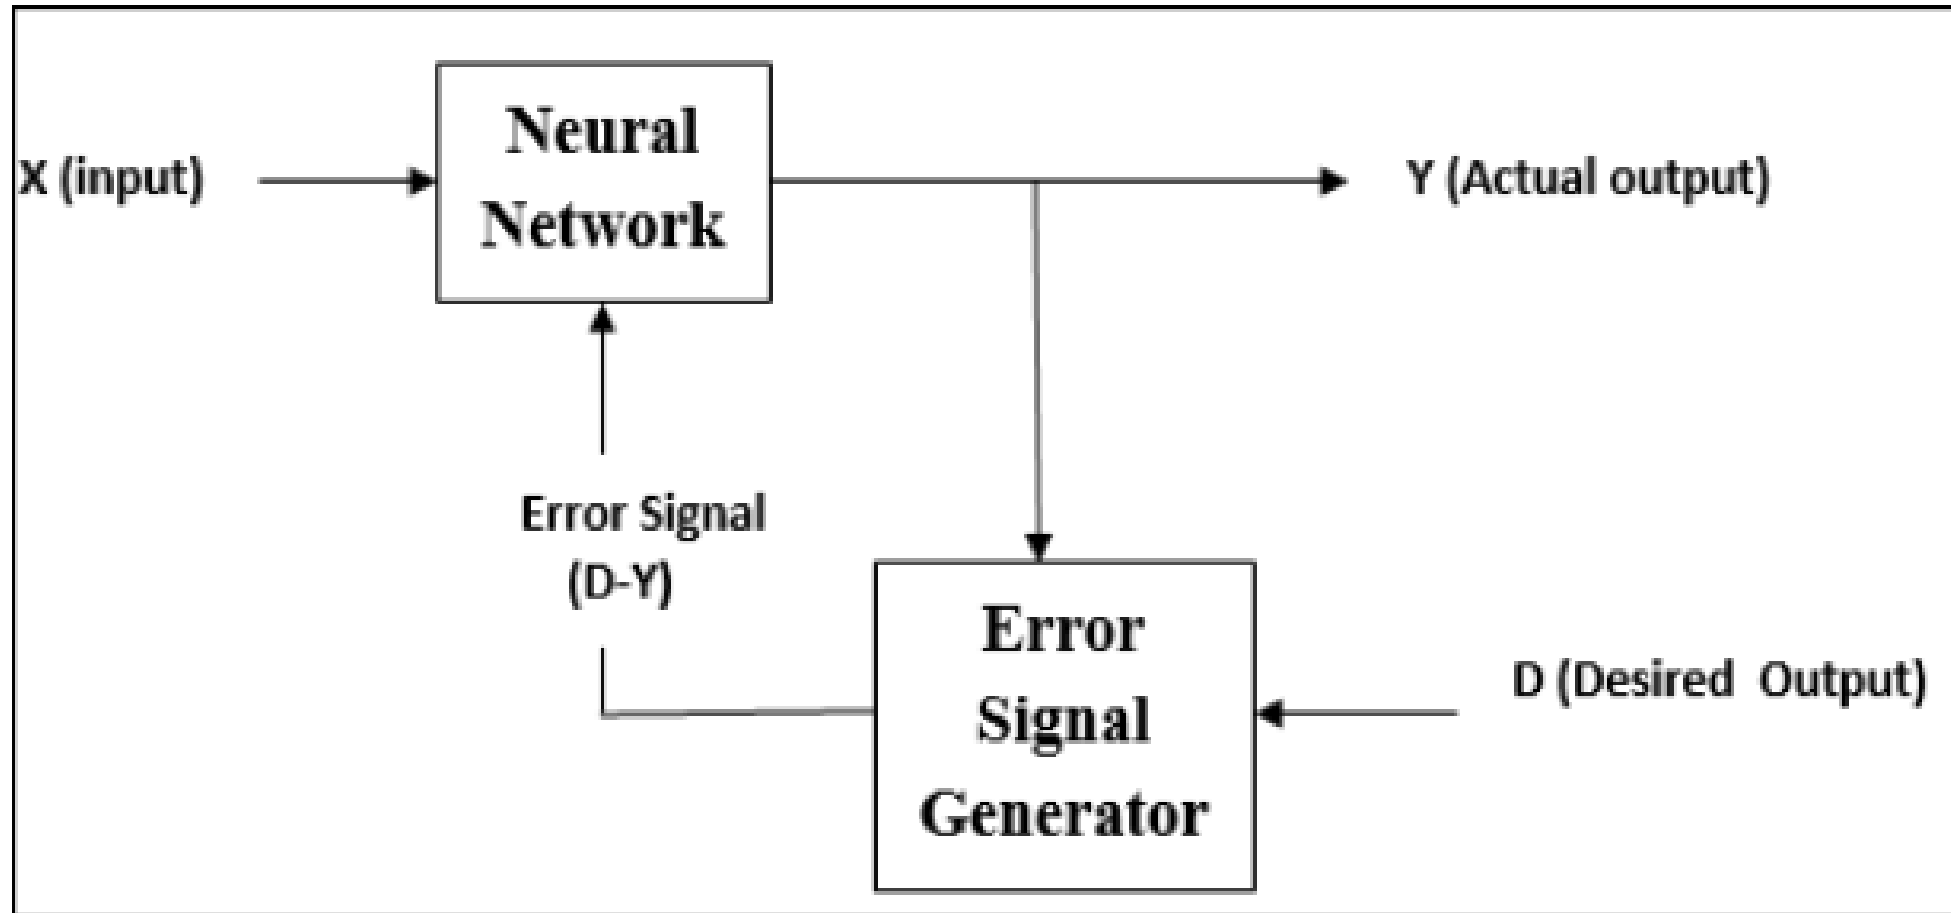 Neural
Network
X (input)
Y (Actual output)
Error Signal
(D-Y)
Error
Signal
Generator
D (Desired Output)